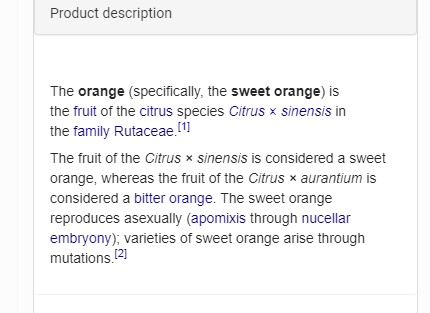 Product description
The orange (specifically, the sweet orange) is
the fruit of the citrus species Citrus × sinensis in
the family Rutaceae.[1]
The fruit of the Citrus × sinensis is considered a sweet
orange, whereas the fruit of the Citrus × aurantium is
considered a bitter orange. The sweet orange
reproduces asexually (apomixis through nucellar
embryony); varieties of sweet orange arise through
mutations.[2]